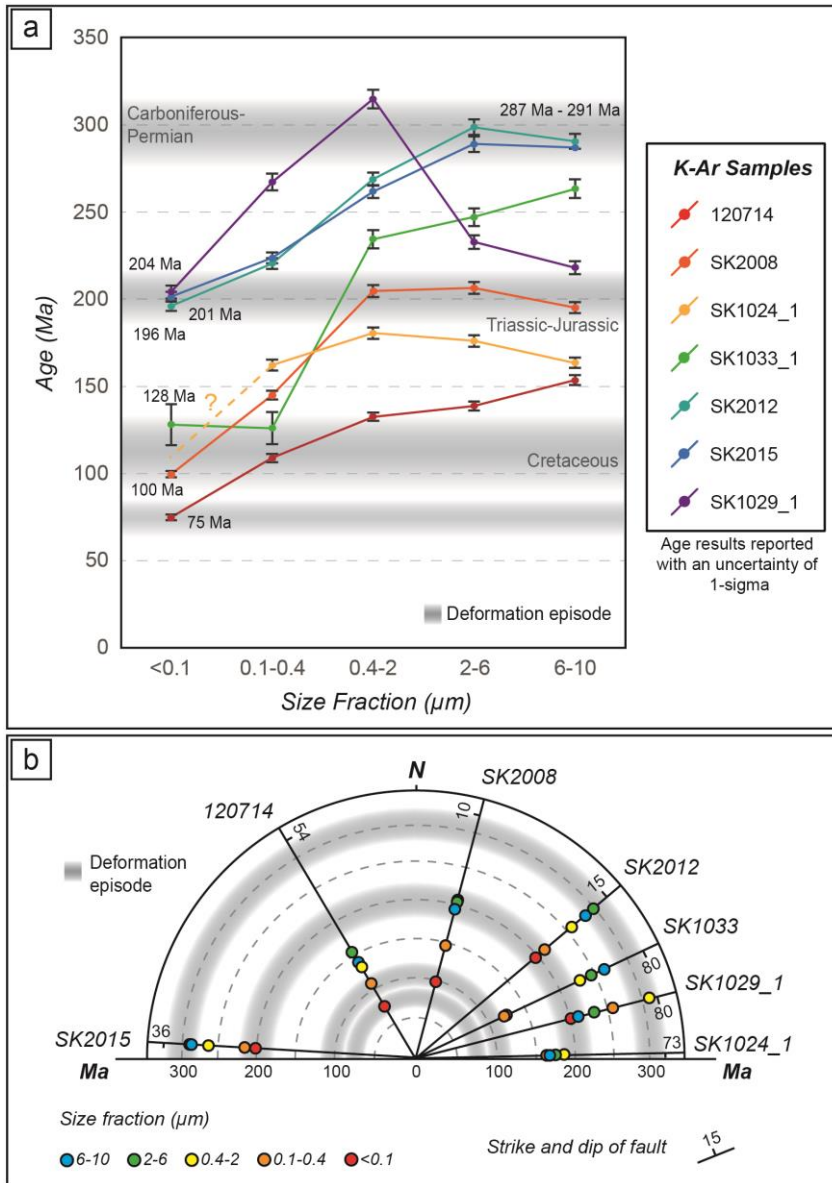 a
350
300
250
200
150
100
50
0
Age (Ma)
Carboniferous-
Permian
287 Ma - 291 Ma
204 Ma
201 Ma
196 Ma
Triassic-Jurassic
128 Ma
?
Cretaceous
100 Ma
75 Ma
Deformation episode
<0.1
0.1-0.4
0.4-2
2-6
6-10
Size Fraction (µm)
K-Ar Samples
120714
SK2008
SK1024_1
SK1033_1
SK2012
SK2015
SK1029_1
Age results reported
with an uncertainty of
1-sigma
b
N
SK2008
120714
10
54
Deformation
episode
SK2012
15
SK1033
80
SK1029_1
80
SK2015
36
SK1024_1
73
Ma
300
200
100
0
100
200
300
Ma
Size fraction (µm)
6-10
2-6
0.4-2
0.1-0.4
<0.1
Strike and dip of fault
15